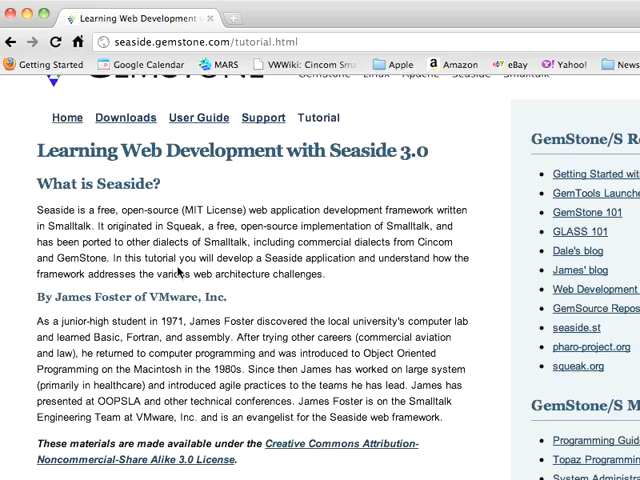 Learning Web Development
seaside.gemstone.com/tutorial.html
Getting Started Google Calendar MARS VWWiki: Cincom Sma Apple Amazon eBay Yahoo! News
GEMSTONE GemStone Linux Apache Seaside Smalltalk
Home Downloads User Guide Support Tutorial
Learning Web Development with Seaside 3.0
What is Seaside?
Seaside is a free, open-source (MIT License) web application development framework written
in Smalltalk. It originated in Squeak, a free, open-source implementation of Smalltalk, and
has been ported to other dialects of Smalltalk, including commercial dialects from Cincom
and GemStone. In this tutorial you will develop a Seaside application and understand how the
framework addresses the various web architecture challenges.
By James Foster of VMware, Inc.
As a junior-high student in 1971, James Foster discovered the local university's computer lab
and learned Basic, Fortran, and assembly. After trying other careers (commercial aviation
and law), he returned to computer programming and was introduced to Object Oriented
Programming on the Macintosh in the 1980s. Since then James has worked on large system
(primarily in healthcare) and introduced agile practices to the teams he has lead. James has
presented at OOPSLA and other technical conferences. James Foster is on the Smalltalk
Engineering Team at VMware, Inc. and is an evangelist for the Seaside web framework.
These materials are made available under the Creative Commons Attribution-
Noncommercial-Share Alike 3.0 License.
GemStone/S R
Getting Started wit
GemTools Launche
GemStone 101
GLASS 101
Dale's blog
James' blog
Web Development
GemSource Repos
seaside.st
pharo-project.org
squeak.org
GemStone/S M
Programming Guid
Topaz Programmin
System Administra